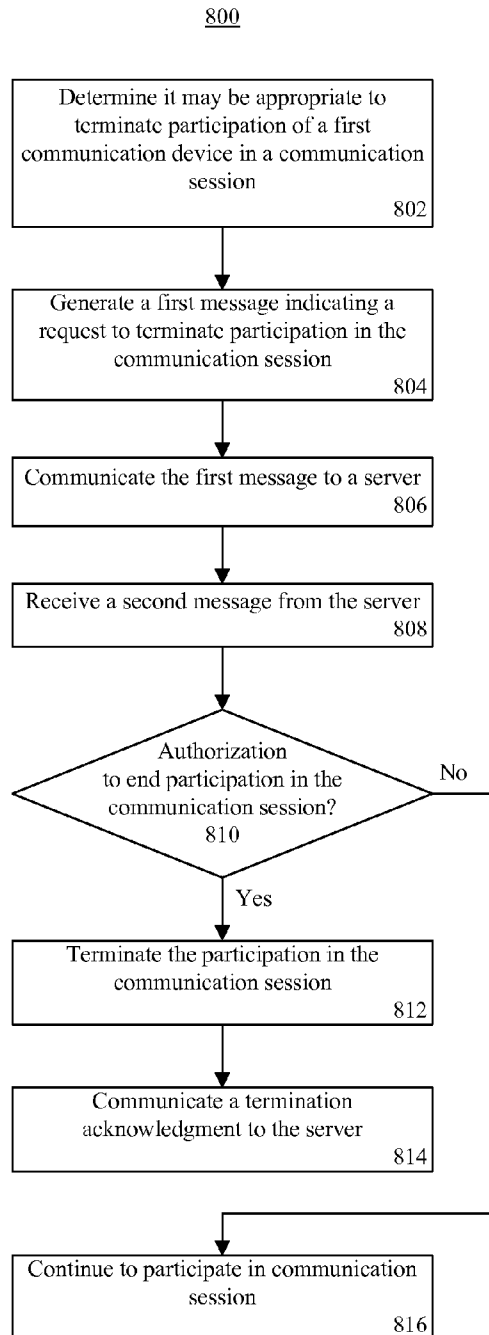 800
Determine it may be appropriate to
terminate participation of a first
communication device in a communication
session
802
Generate a first message indicating a
request to terminate participation in the
communication session
804
Communicate the first message to a server
806
Receive a second message from the server
808
Authorization
to end participation in the
communication session?
810
No
Yes
Terminate the participation in the
communication session
812
Communicate a termination
acknowledgment to the server
814
Continue to participate in communication
session
816